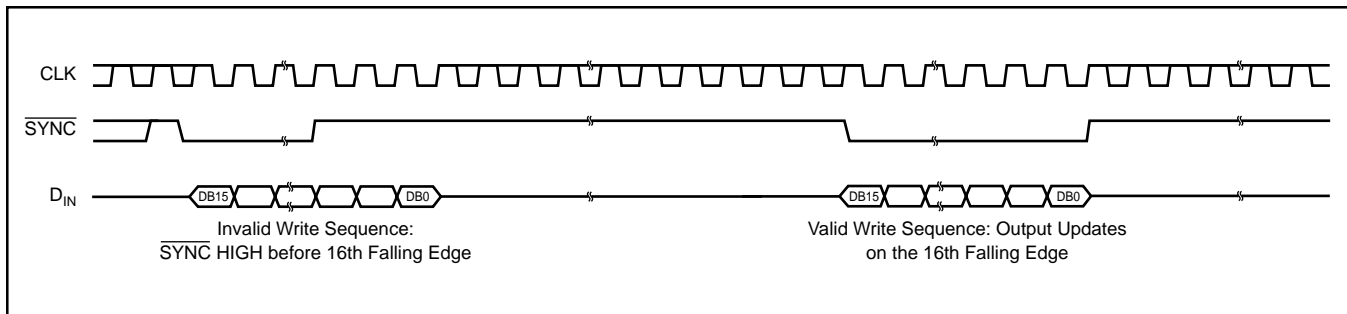 CLK
SYNC
DIN
DB15
DB0
DB15
DB0
Invalid Write Sequence:
SYNC HIGH before 16th Falling Edge
Valid Write Sequence: Output Updates
on the 16th Falling Edge